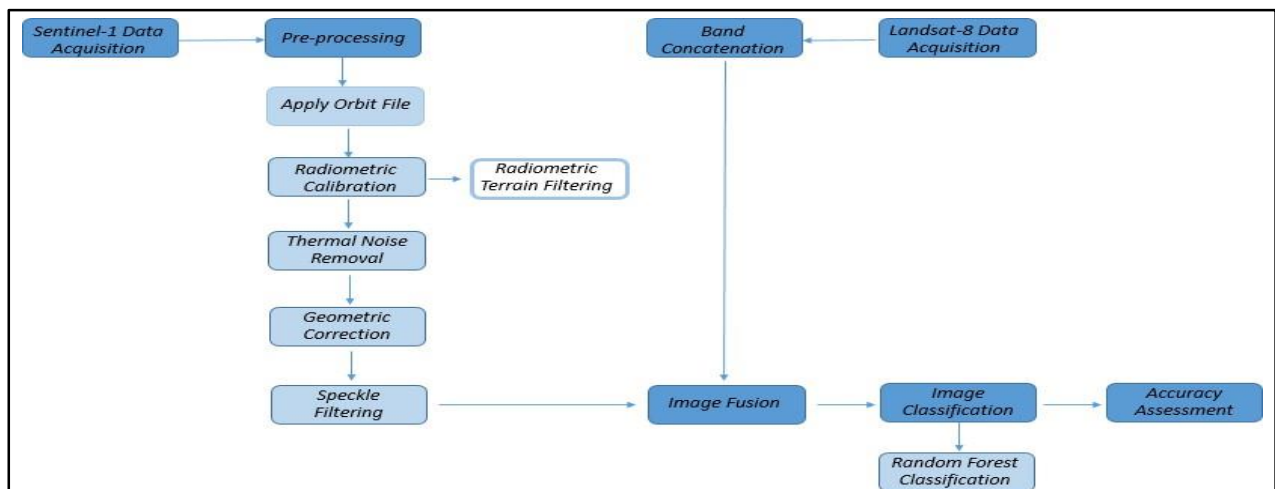 Sentinel-1 Data
Acquisition
Pre-processing
Band
Concatenation
Landsat-8 Data
Acquisition
Apply Orbit File
Radiometric
Calibration
Radiometric
Terrain Filtering
Thermal Noise
Removal
Geometric
Correction
Speckle
Filtering
Image Fusion
Image
Classification
Accuracy
Assessment
Random Forest
Classification